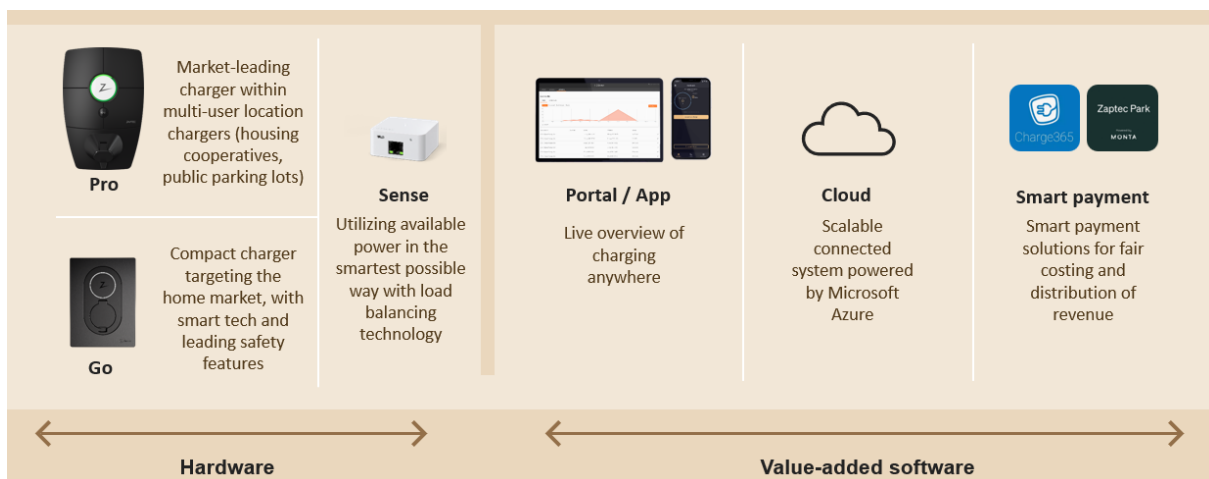 Market-leading
charger within
multi-user location
chargers (housing
cooperatives,
public parking lots)
Pro
Compact charger
targeting the
home market, with
smart tech and
leading safety
features
Go
Sense
Utilizing available
power in the
smartest possible
way with load
balancing
technology
Portal / App
Live overview of
charging
anywhere
Cloud
Scalable
connected
system powered
by Microsoft
Azure
Charge365
Zaptec Park
MONTA
Smart payment
Smart payment
solutions for fair
costing and
distribution of
revenue
Hardware
Value-added software